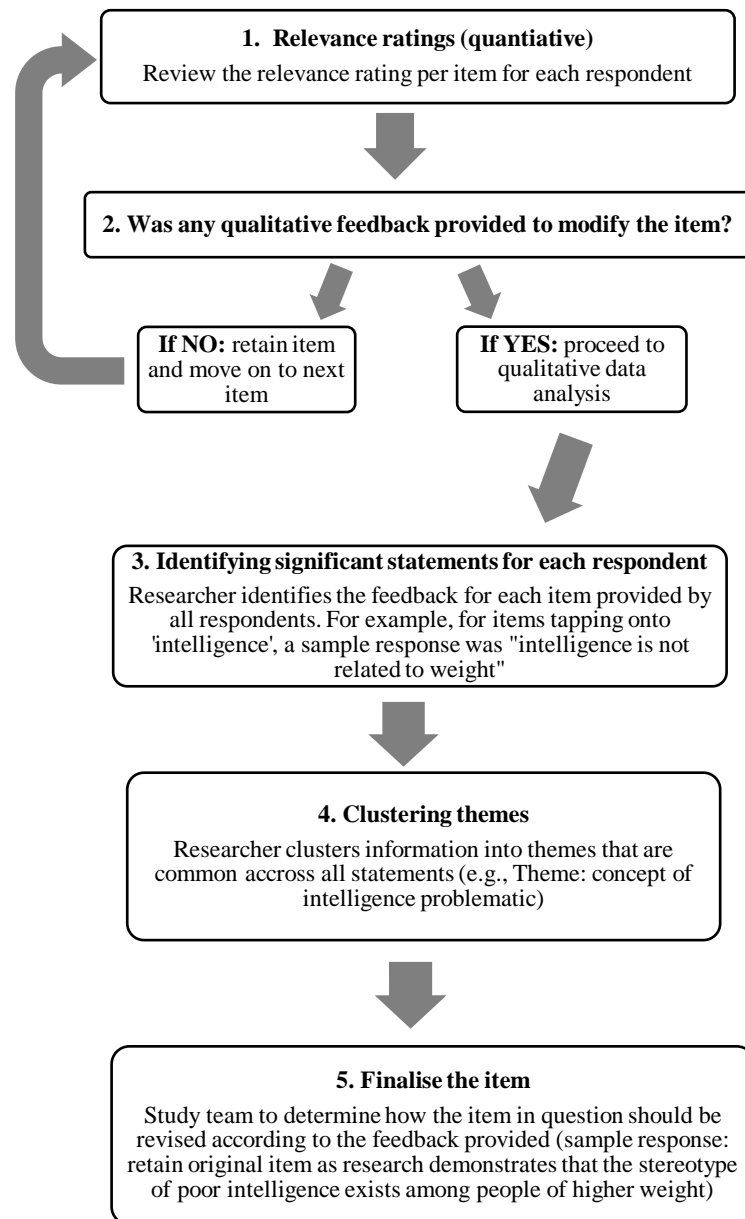 1. Relevance ratings (quantiative)
Review the relevance rating per item for each respondent
2. Was any qualitative feedback provided to modify the item?
If NO: retain item
and move on to next
item
If YES: proceed to
qualitative data
analysis
3. Identifying significant statements for each respondent
Researcher identifies the feedback for each item provided by
all respondents. For example, for items tapping onto
'intelligence', a sample response was "intelligence is not
related to weight"
4. Clustering themes
Researcher clusters information into themes that are
common accross all statements (e.g., Theme: concept of
intelligence problematic)
5. Finalise the item
Study team to determine how the item in question should be
revised according to the feedback provided (sample response:
retain original item as research demonstrates that the stereotype
of poor intelligence exists among people of higher weight)